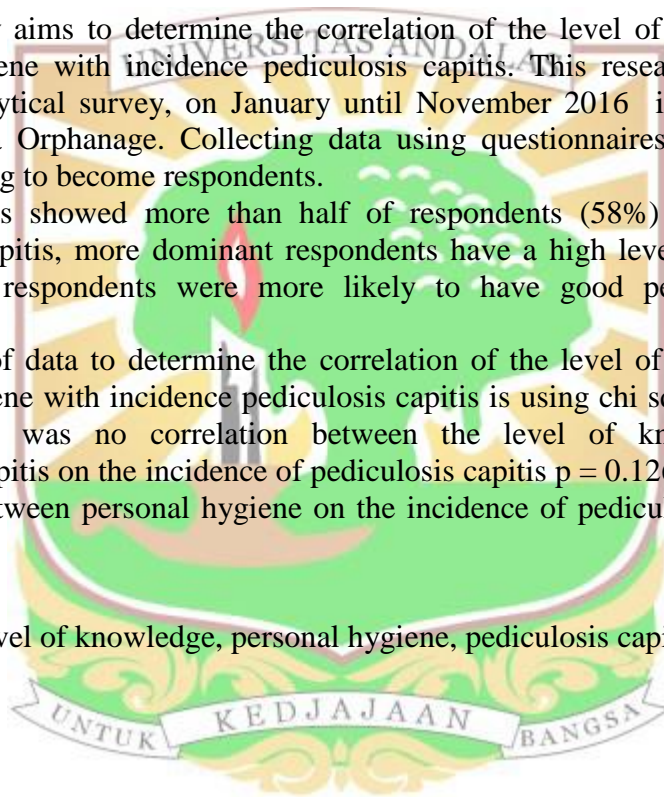 y aims to determine the correlation of the level of
ene with incidence pediculosis capitis. This resea
UNIVERSITAS ANDALA
ytical survey, on January until November 2016 i
Orphanage. Collecting data using questionnaires
g to become respondents.
s showed more than half of respondents (58%)
pitis, more dominant respondents have a high leve
respondents were more likely to have good pe
of data to determine the correlation of the level of
ene with incidence pediculosis capitis is using chi s
was no correlation between the level of kn
pitis on the incidence of pediculosis capitis p = 0.12
tween personal hygiene on the incidence of pedicu
vel of knowledge, personal hygiene, pediculosis capi
UNTUK KEDJAJAAN BANGSA